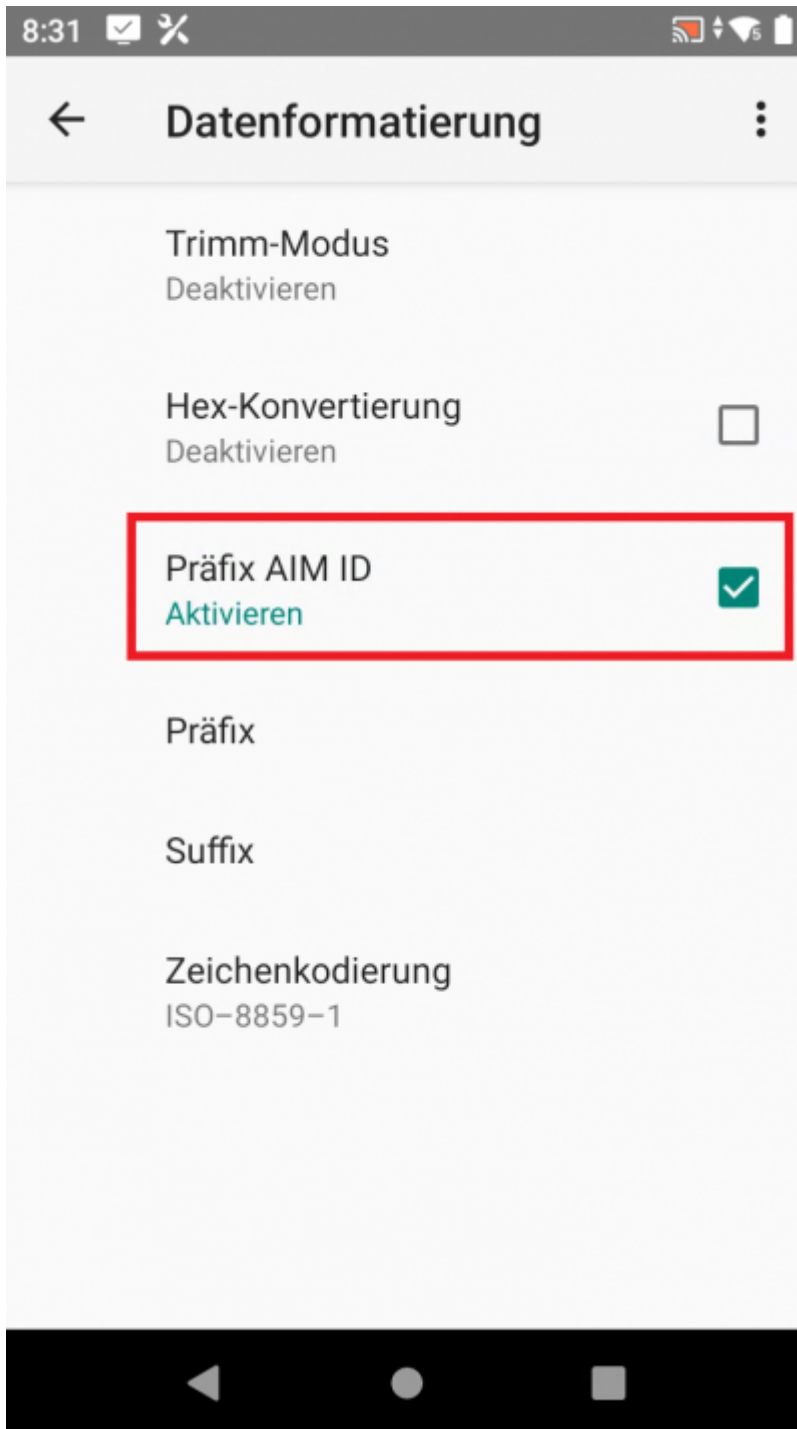 8:31
5
Datenformatierung
Trimm-Modus
Deaktivieren
Hex-Konvertierung
Deaktivieren
Präfix AIM ID
Aktivieren
Präfix
Suffix
Zeichenkodierung
ISO–8859–1